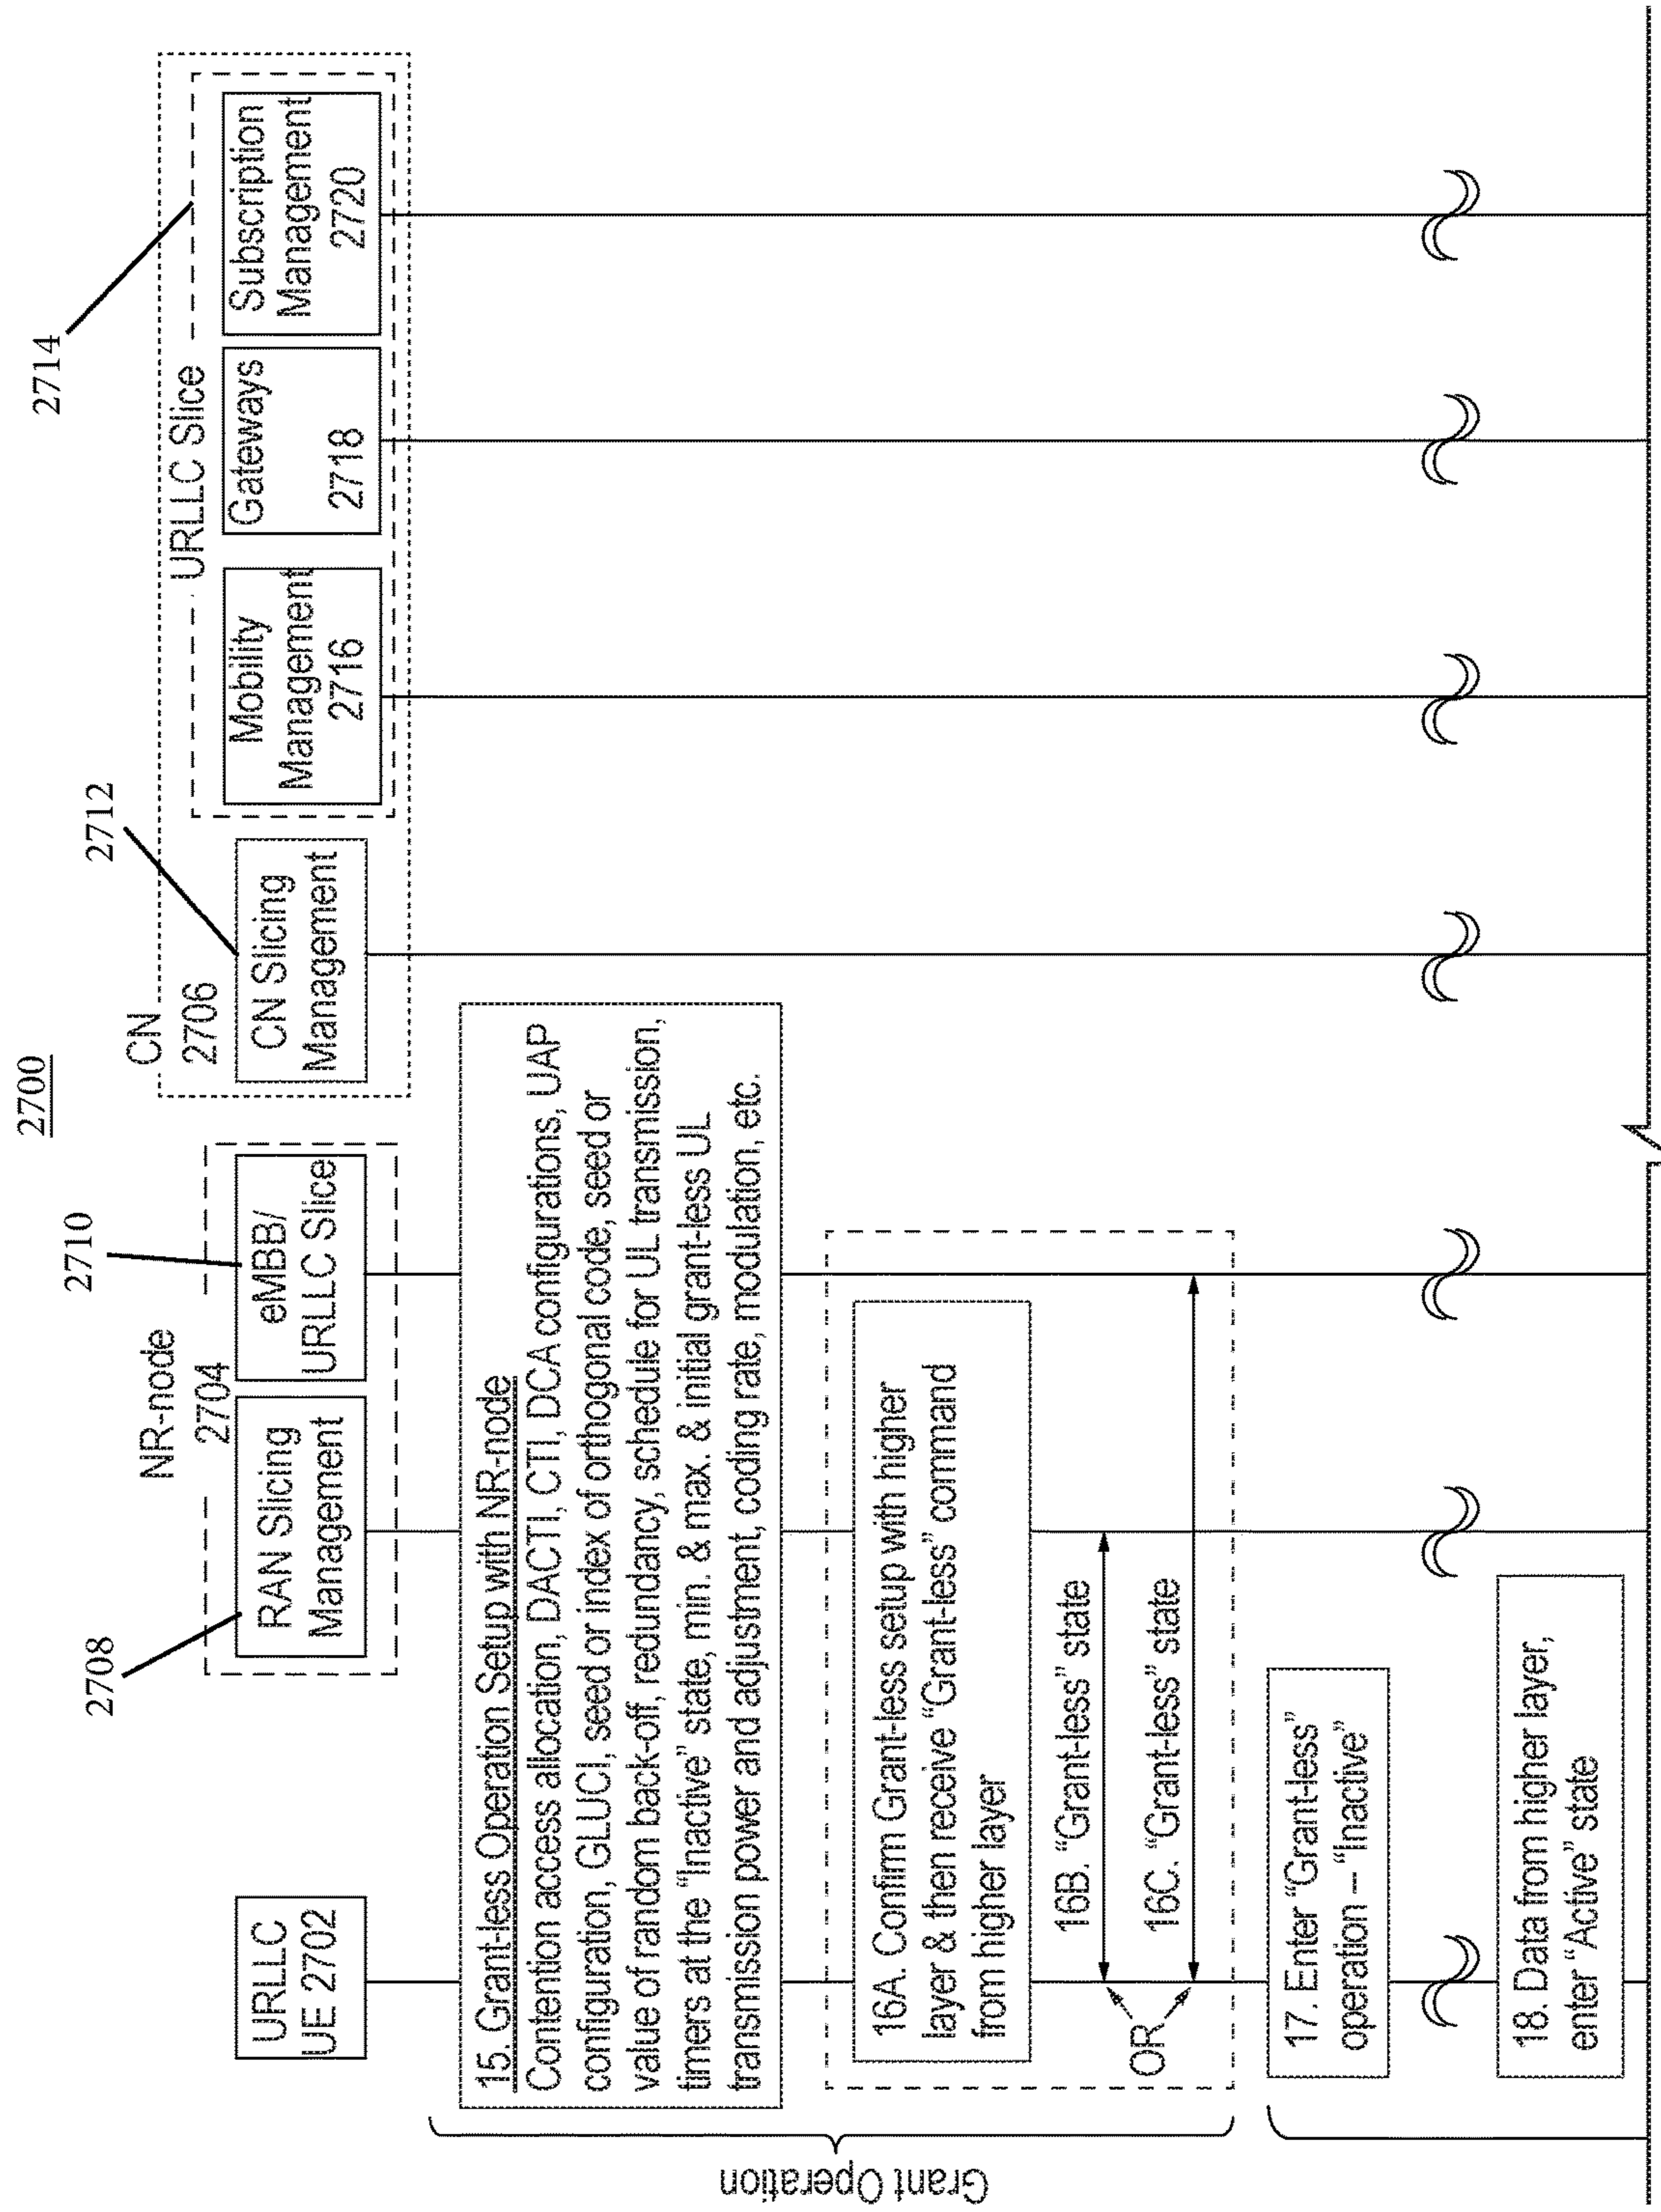 2700
2714
2712
2710
2708
CN
2706
URLLC Slice
NR-node
2704
URLLC
UE 2702
RAN Slicing
Management
eMBB/
URLLC Slice
CN Slicing
Management
Mobility
Management
2716
Gateways
2718
Subscription
Management
2720
Grant Operation
15. Grant-less Operation Setup with NR-node
Contention access allocation, DACTI, CTI, DCA configurations, UAP
configuration, GLUCI, seed or index of orthogonal code, seed or
value of random back-off, redundancy, schedule for UL transmission,
timers at the “Inactive” state, min. & max. & initial grant-less UL
transmission power and adjustment, coding rate, modulation, etc.
16A. Confirm Grant-less setup with higher
layer & then receive “Grant-less” command
from higher layer
16B. “Grant-less” state
OR
16C. “Grant-less” state
17. Enter “Grant-less”
operation – “Inactive”
18. Data from higher layer,
enter “Active” state